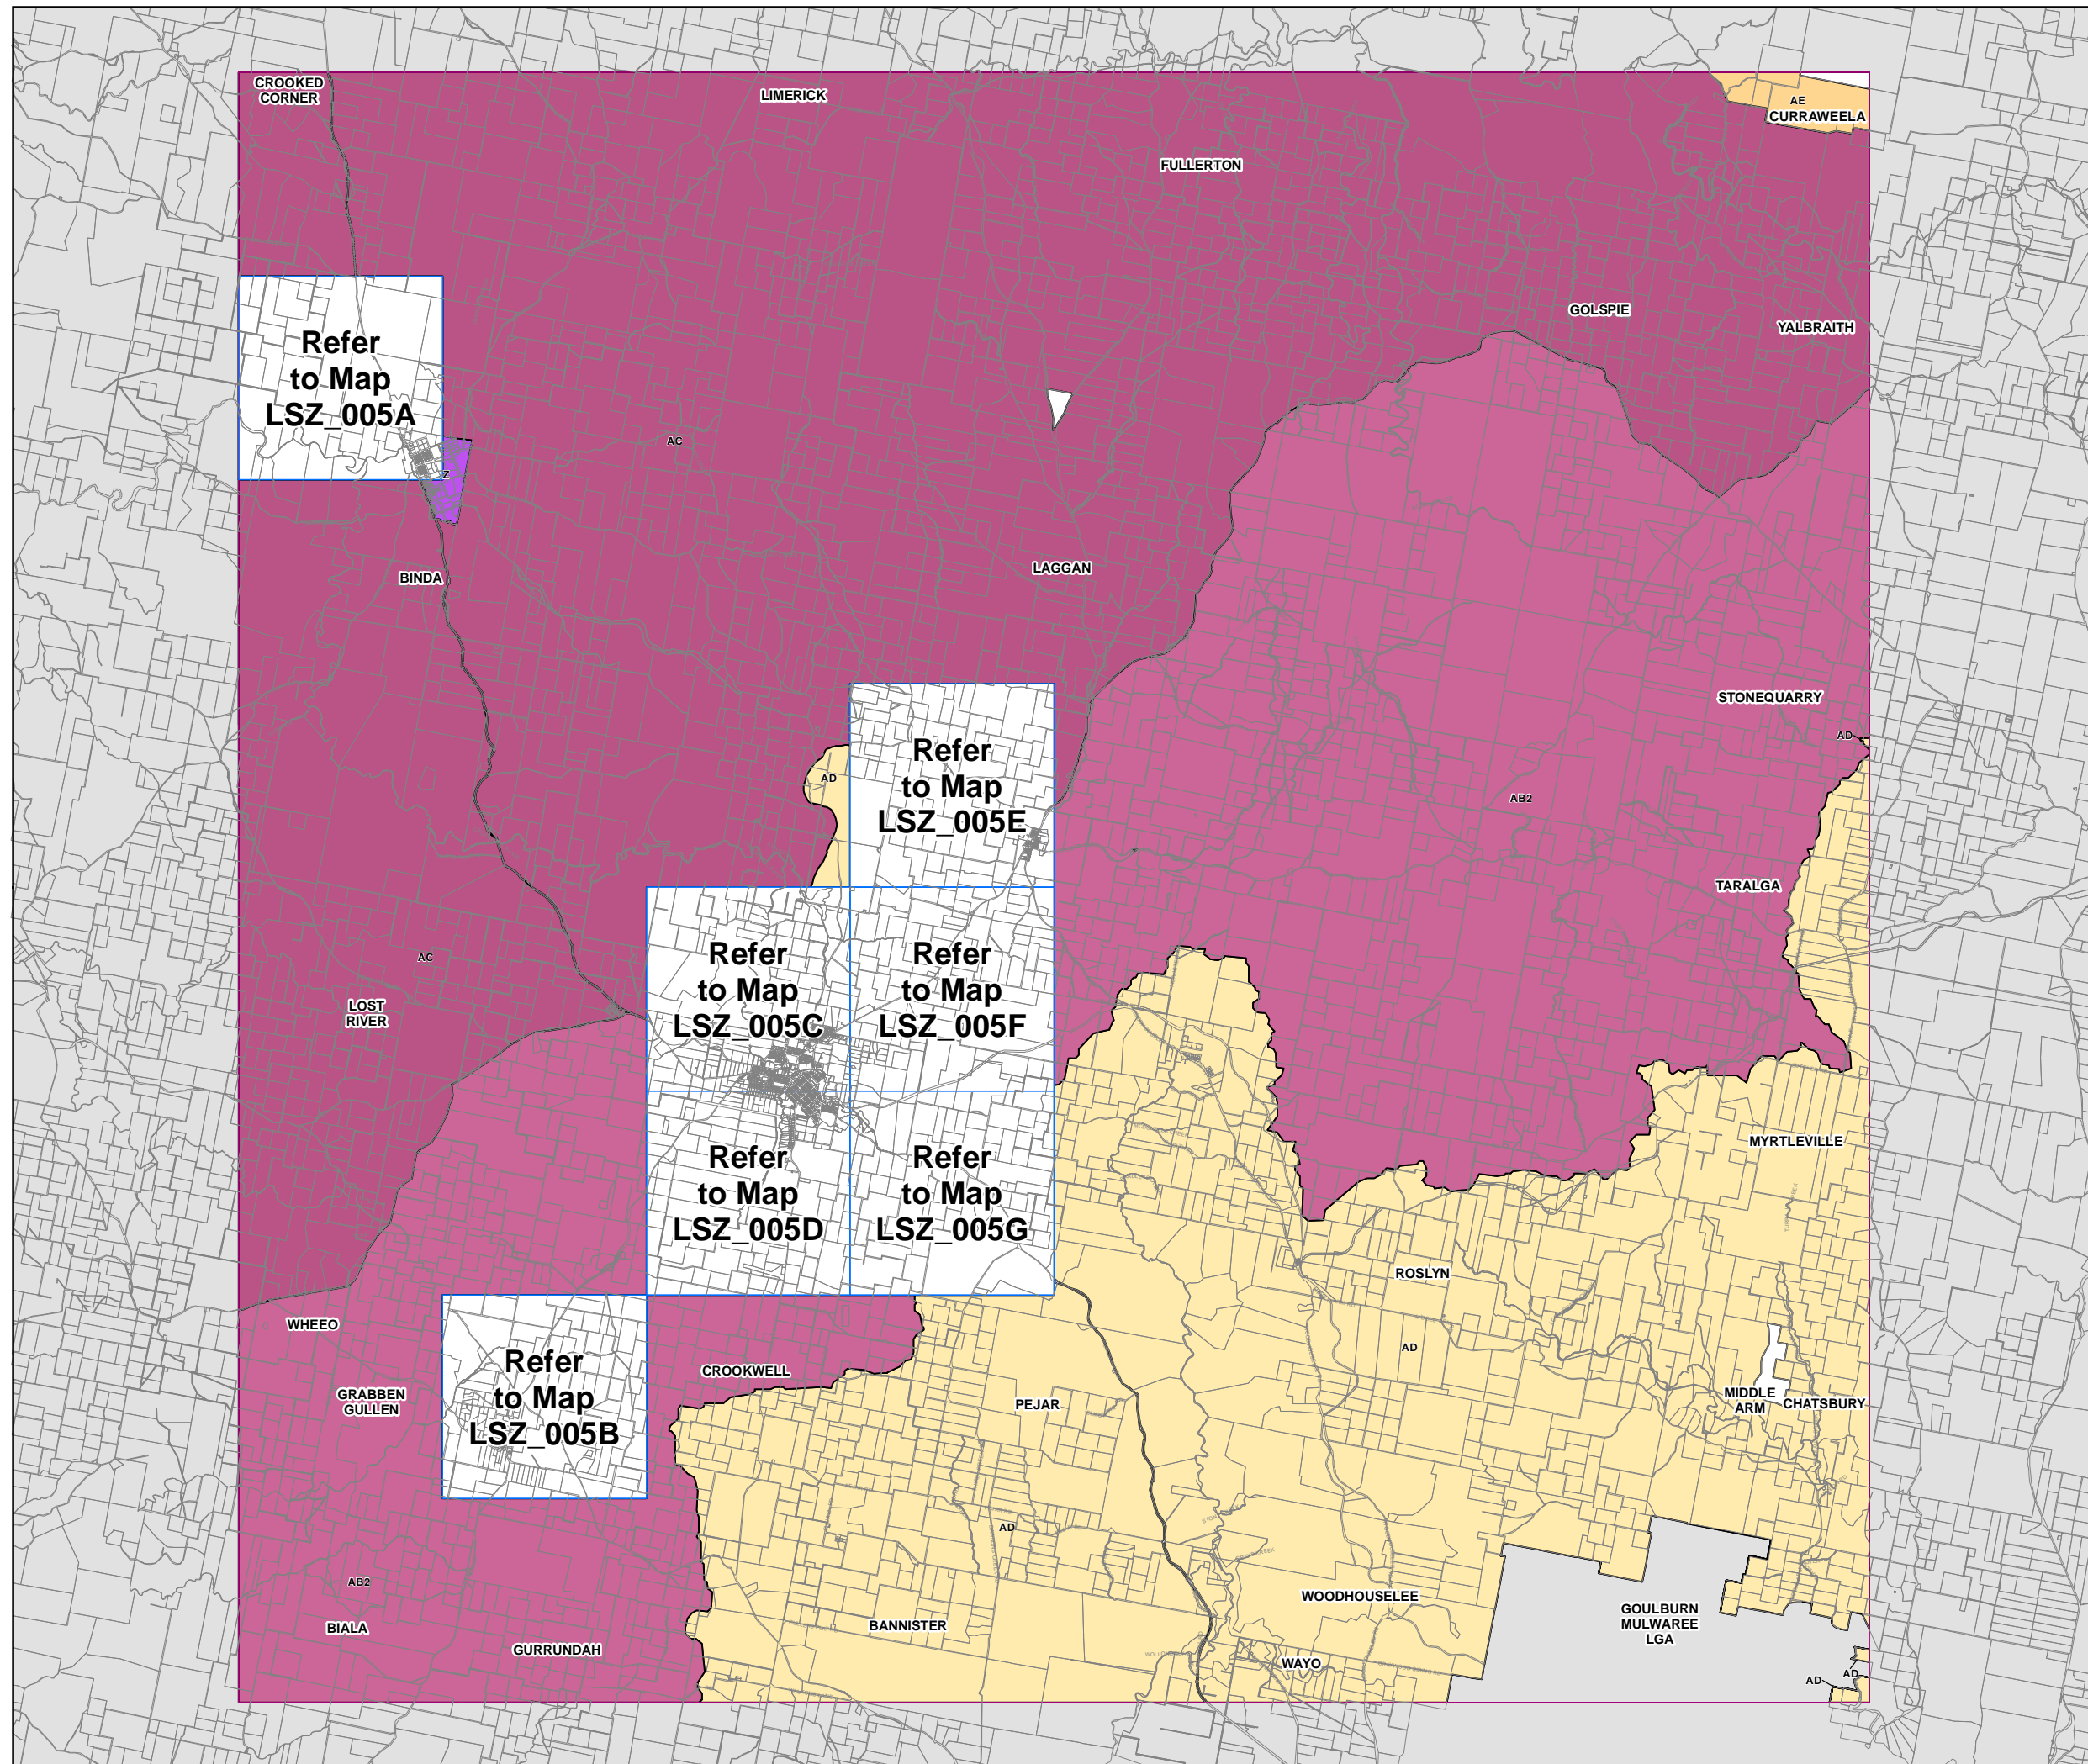 CROOKED
CORNER
LIMERICK
AE
CURRAWEELA
FULLERTON
GOLSPIE
YALBRAITH
Refer
to Map
LSZ_005A
AC
Z
BINDA
LAGGAN
STONEQUARRY
AD
Refer
to Map
LSZ_005E
AD
AB2
TARALGA
Refer
to Map
LSZ_005C
Refer
to Map
LSZ_005F
AC
LOST
RIVER
MYRTLEVILLE
Refer
to Map
LSZ_005D
Refer
to Map
LSZ_005G
ROSLYN
WHEEO
AD
Refer
to Map
LSZ_005B
CROOKWELL
GRABBEN
GULLEN
PEJAR
MIDDLE
ARM
CHATSBURY
AD
AB2
WOODHOUSELEE
GOULBURN
MULWAREE
LGA
BIALA
BANNISTER
GURRUNDAH
WAYO
AD
AD